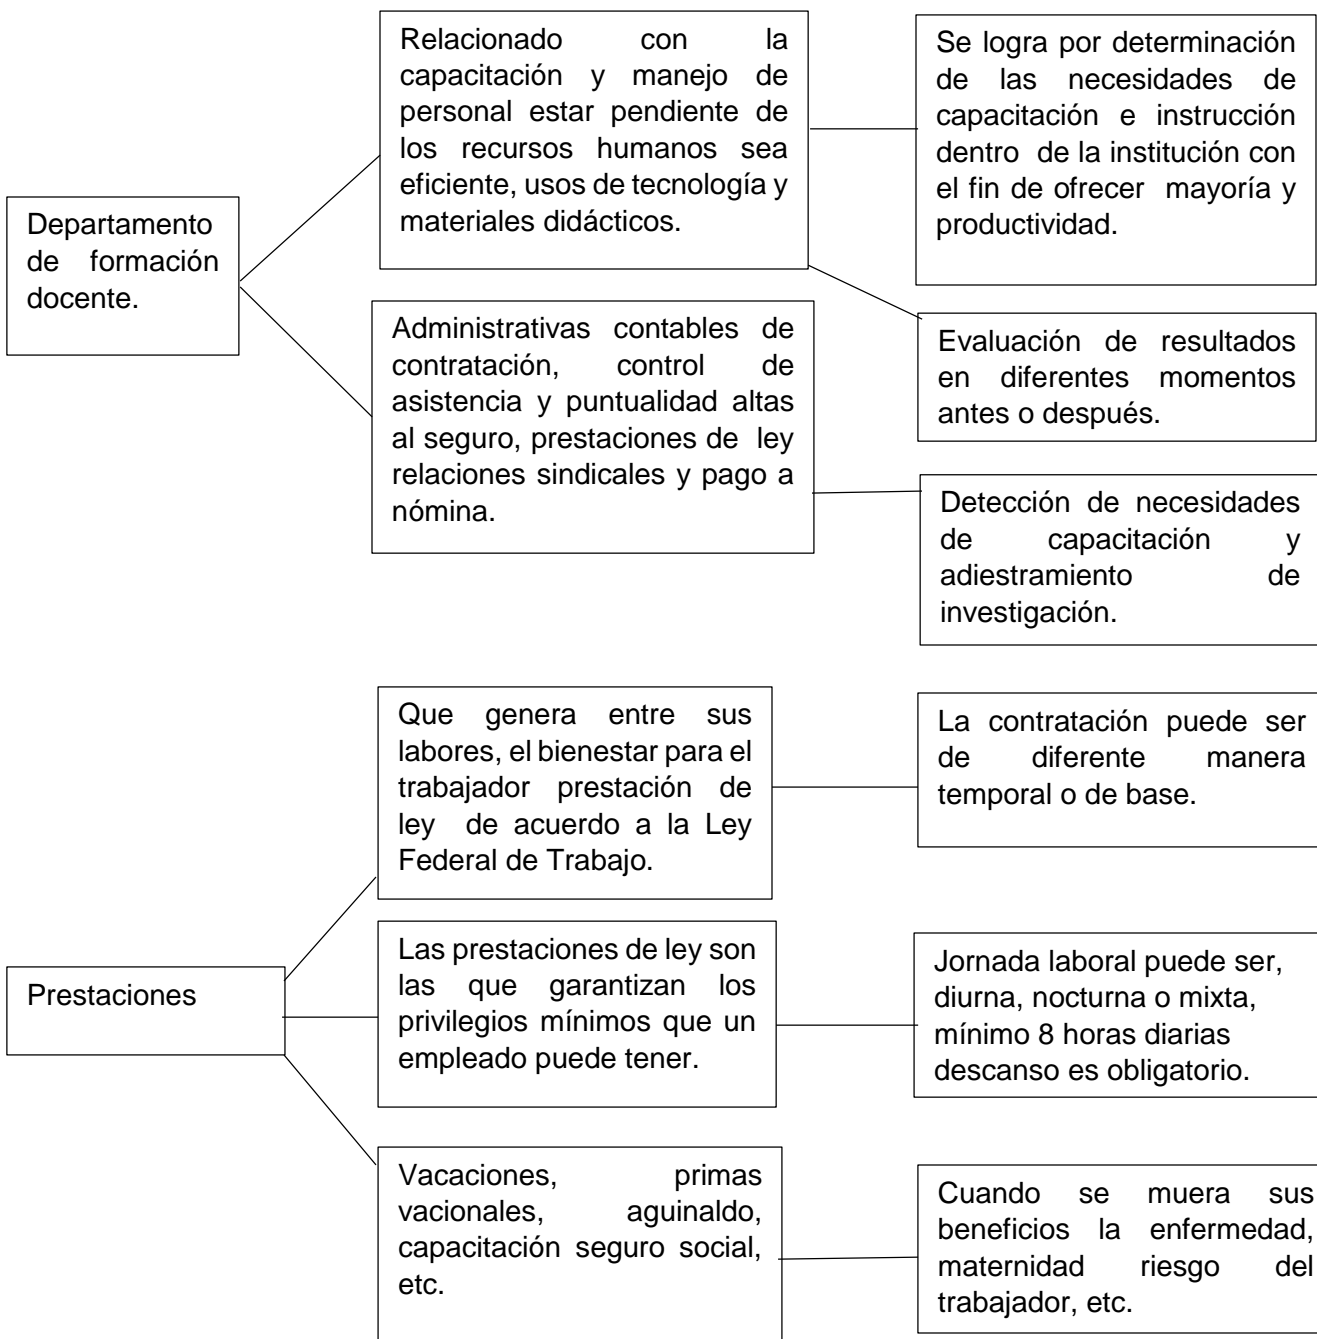 Departamento
de formación
docente.
Relacionado con la
capacitación y manejo de
personal estar pendiente de
los recursos humanos sea
eficiente, usos de tecnología y
materiales didácticos.
Se logra por determinación
de las necesidades de
capacitación e instrucción
dentro de la institución con
el fin de ofrecer mayoría y
productividad.
Evaluación de resultados
en diferentes momentos
antes o después.
Administrativas contables de
contratación, control de
asistencia y puntualidad altas
al seguro, prestaciones de ley
relaciones sindicales y pago a
nómina.
Detección de necesidades
de capacitación y
adiestramiento de
investigación.
Prestaciones
Que genera entre sus
labores, el bienestar para el
trabajador prestación de
ley de acuerdo a la Ley
Federal de Trabajo.
La contratación puede ser
de diferente manera
temporal o de base.
Las prestaciones de ley son
las que garantizan los
privilegios mínimos que un
empleado puede tener.
Jornada laboral puede ser,
diurna, nocturna o mixta,
mínimo 8 horas diarias
descanso es obligatorio.
Vacaciones, primas
vacionales, aguinaldo,
capacitación seguro social,
etc.
Cuando se muera sus
beneficios la enfermedad,
maternidad riesgo del
trabajador, etc.